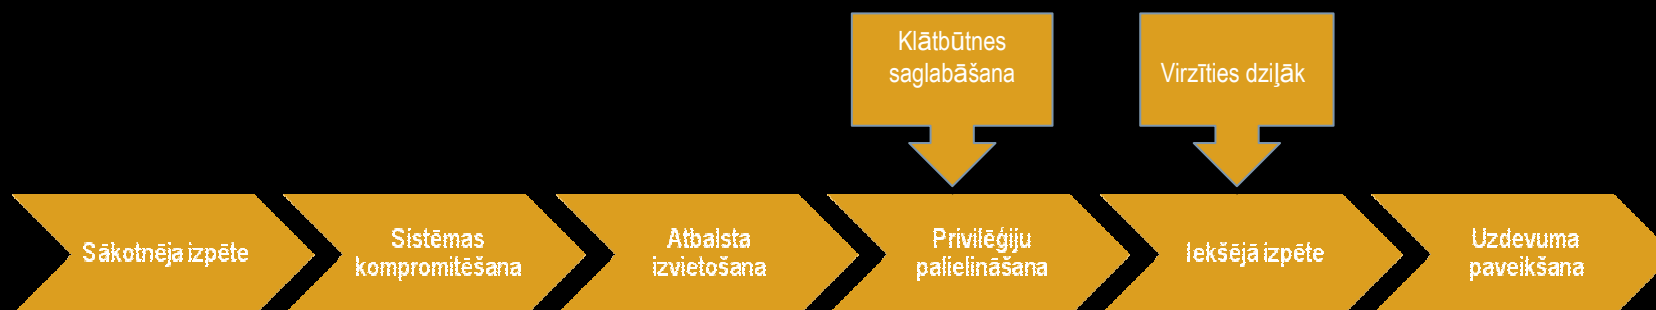 Klātbūtnes
saglabāšana
Virzīties dziļāk
Sākotnēja izpēte
Sistēmas
kompromitēšana
Atbalsta
izvietošana
Privilēģiju
palielināšana
Iekšējā izpēte
Uzdevuma
paveikšana